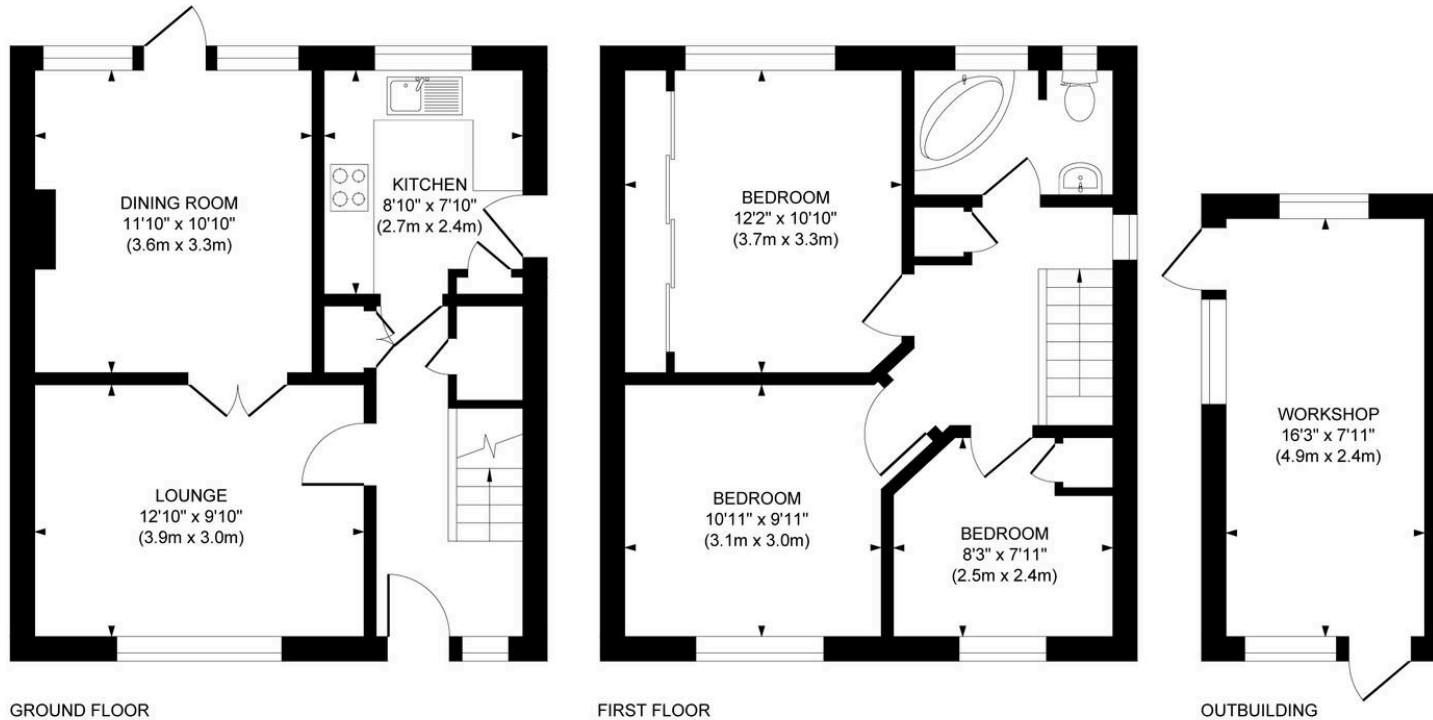 DINING ROOM
11'10" x 10'10"
(3.6m x 3.3m)
KITCHEN
8'10" x 7'10"
(2.7m x 2.4m)
LOUNGE
12'10" x 9'10"
(3.9m x 3.0m)
GROUND FLOOR
BEDROOM
12'2" x 10'10"
(3.7m x 3.3m)
BEDROOM
10'11" x 9'11"
(3.1m x 3.0m)
BEDROOM
8'3" x 7'11"
(2.5m x 2.4m)
FIRST FLOOR
WORKSHOP
16'3" x 7'11"
(4.9m x 2.4m)
OUTBUILDING